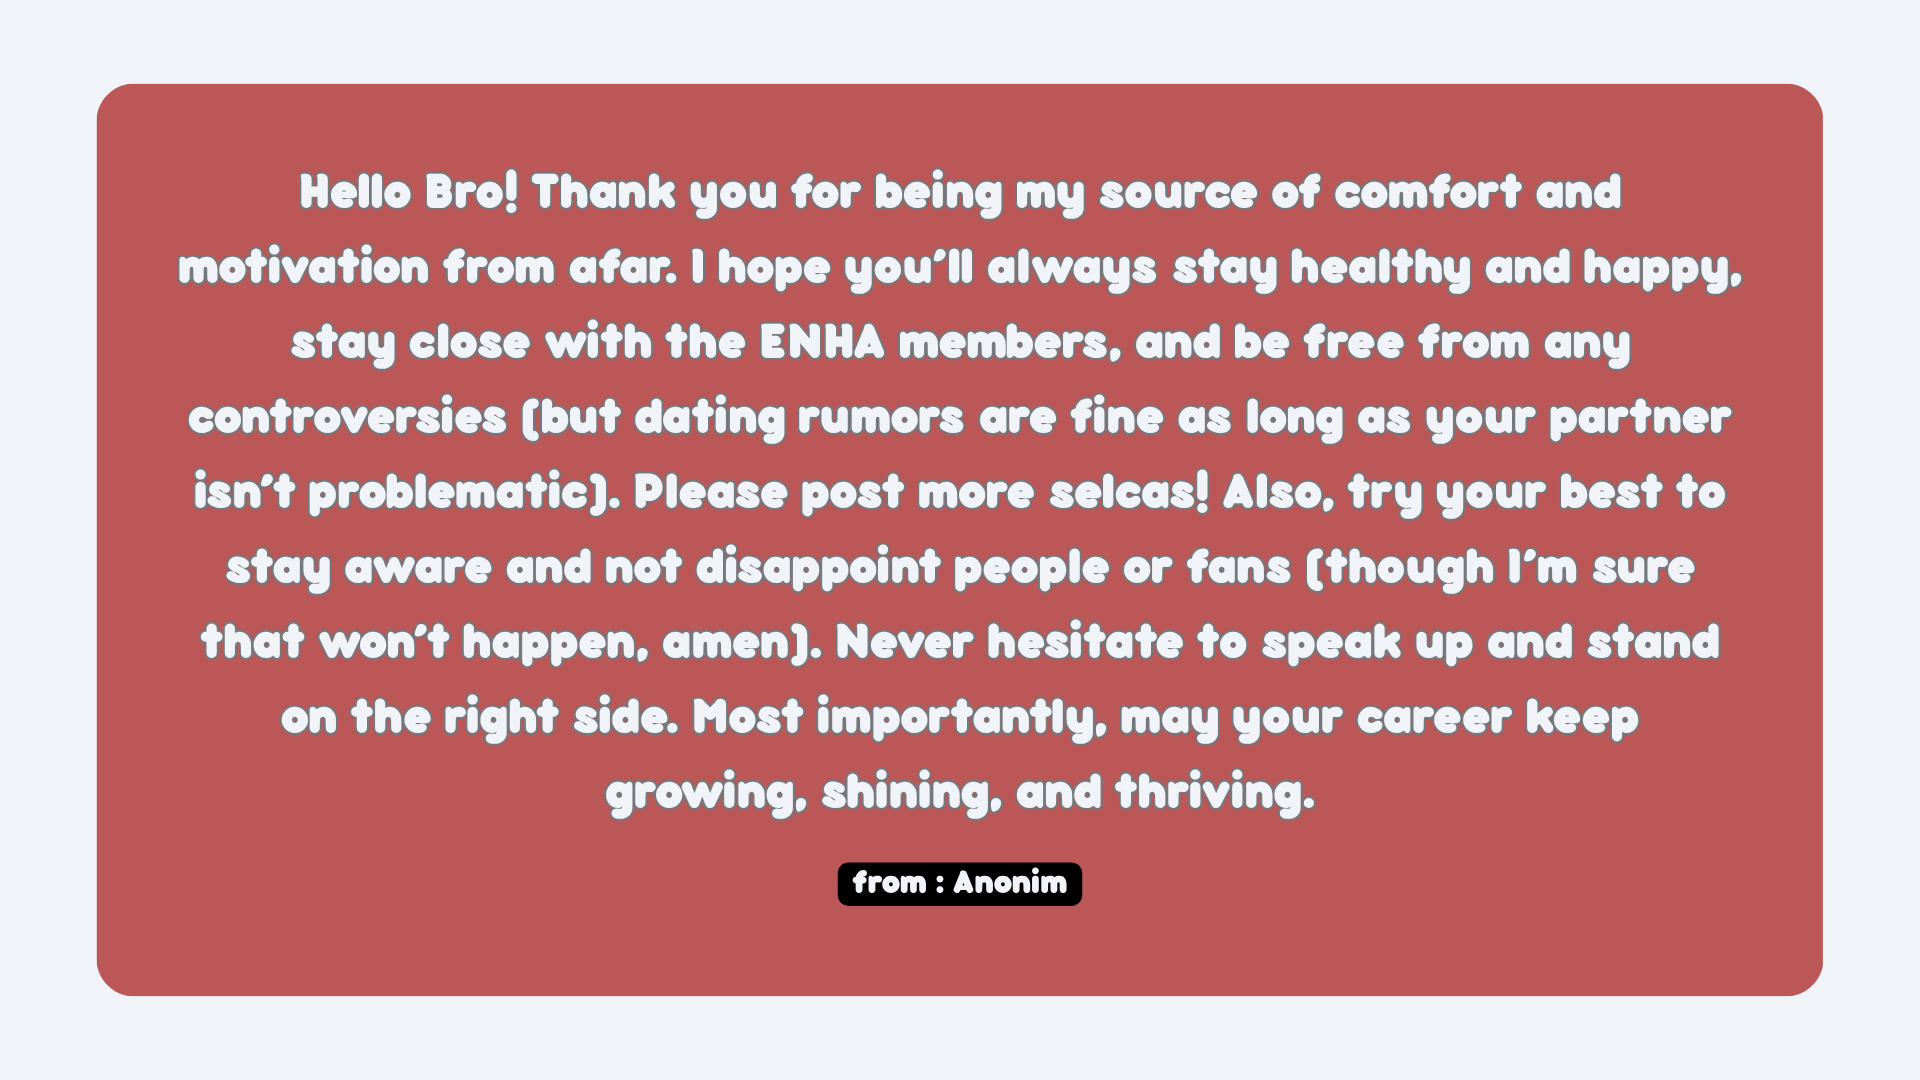 Hello Bro! Thank you for being my source of comfort and
motivation from afar. I hope you'll always stay healthy and happy,
stay close with the ENHA members, and be free from any
controversies (but dating rumors are fine as long as your partner
isn't problematic). Please post more selcas! Also, try your best to
stay aware and not disappoint people or fans (though I'm sure
that won't happen, amen). Never hesitate to speak up and stand
on the right side. Most importantly, may your career keep
growing, shining, and thriving.
from : Anonim